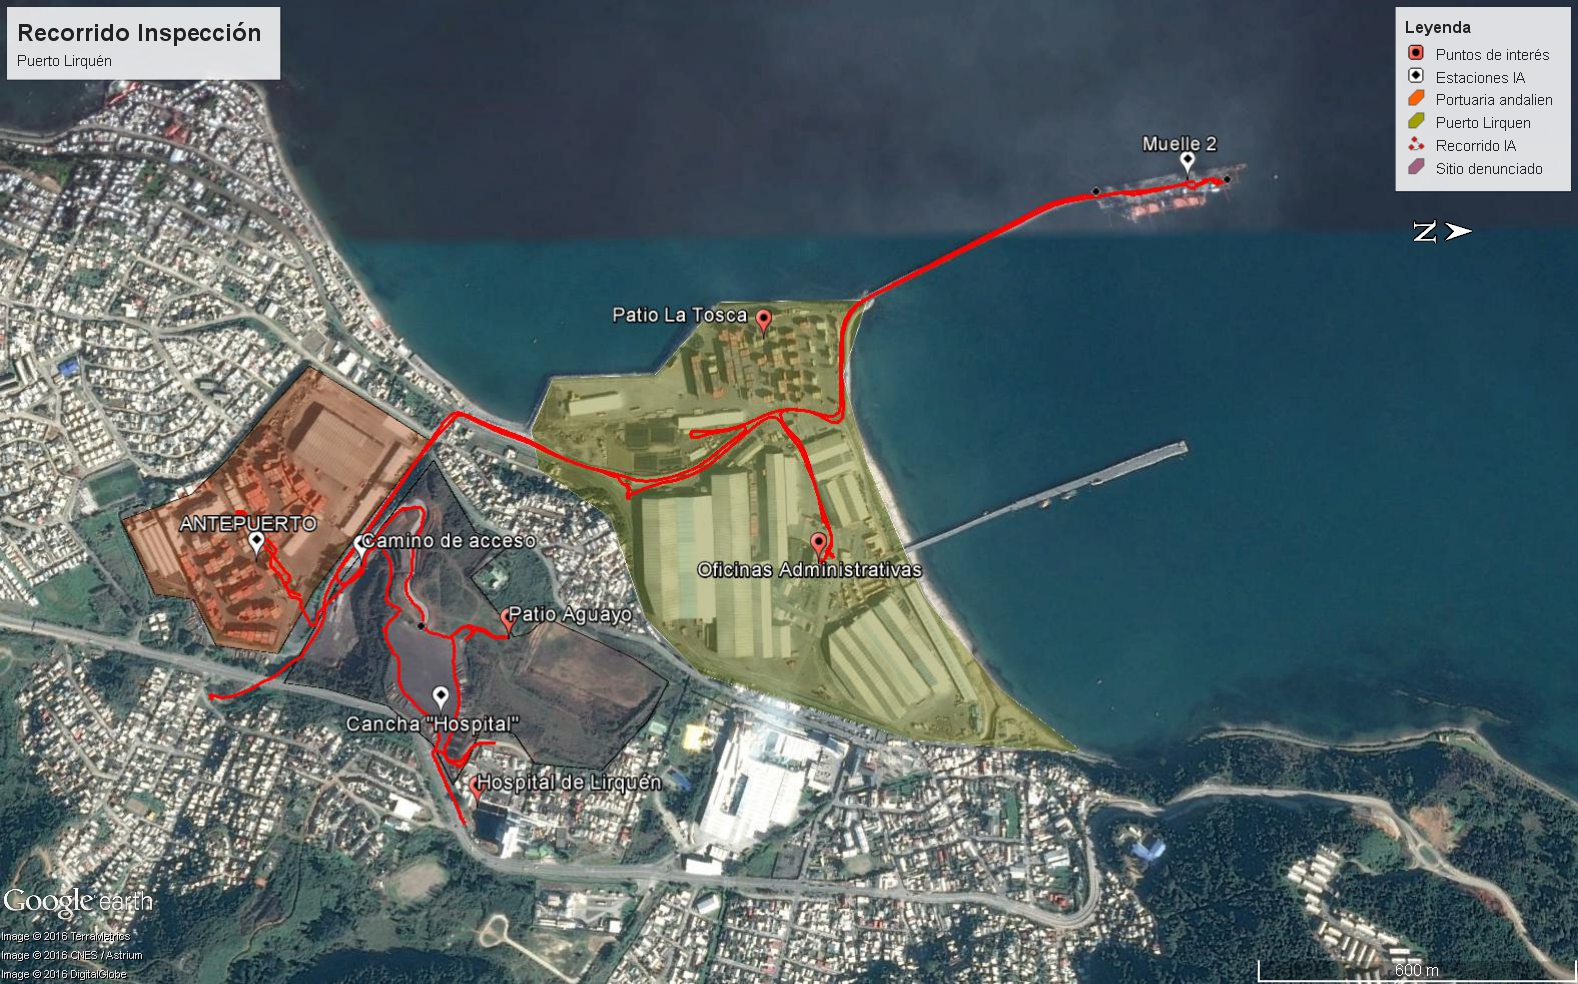 Recorrido Inspección
Puerto Lirquén
Leyenda
Puntos de interés
Estaciones IA
Portuaria andalien
Puerto Lirquen
Recorrido IA
Sitio denunciado
N
Muelle 2
Patio La Tosca
ANTEPUERTO
Camino de acceso
Oficinas Administrativas
Patio Aguayo
Cancha "Hospital"
Hospital de Lirquén
Google earth
Image © 2016 TerraMetrics
Image © 2016 CNES / Astrium
Image © 2016 DigitalGlobe
600 m